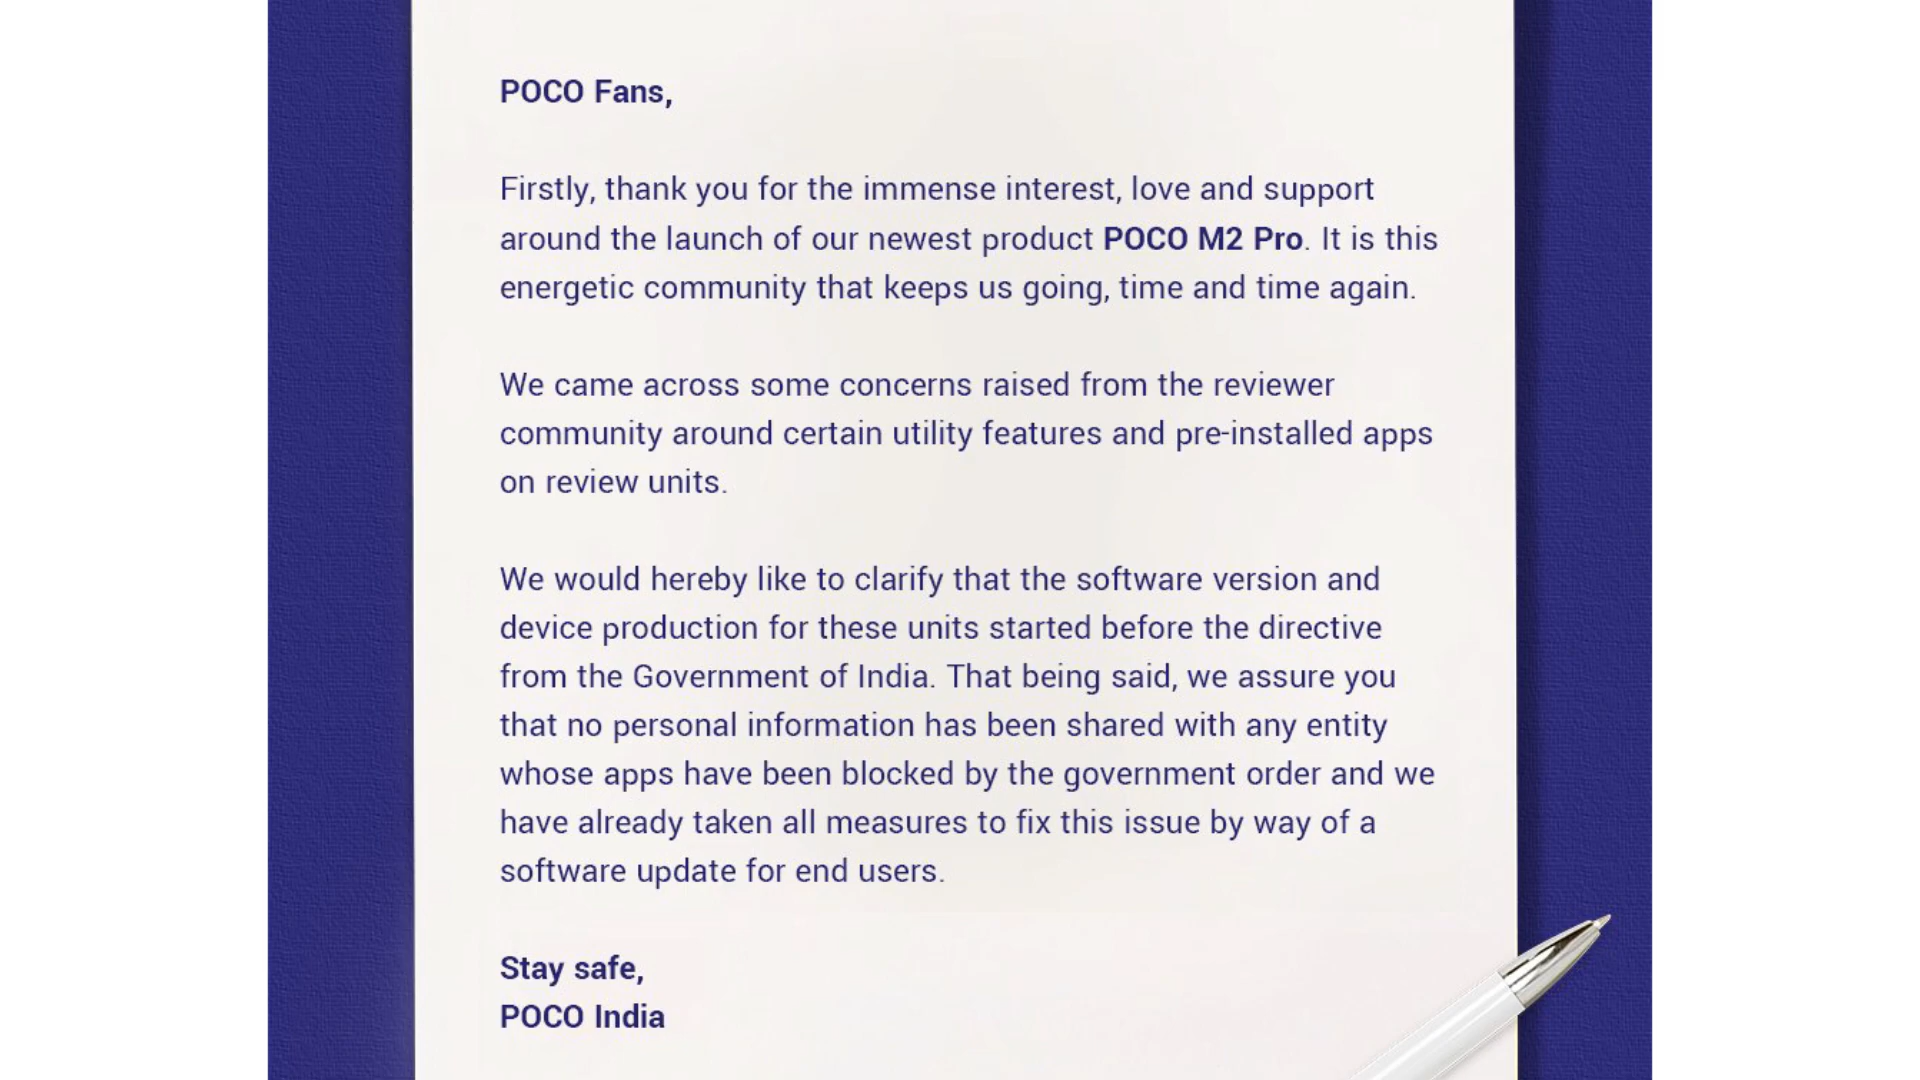 POCO Fans,
Firstly, thank you for the immense interest, love and support
around the launch of our newest product POCO M2 Pro. It is this
energetic community that keeps us going, time and time again.
We came across some concerns raised from the reviewer
community around certain utility features and pre-installed apps
on review units.
We would hereby like to clarify that the software version and
device production for these units started before the directive
from the Government of India. That being said, we assure you
that no personal information has been shared with any entity
whose apps have been blocked by the government order and we
have already taken all measures to fix this issue by way of a
software update for end users.
Stay safe,
POCO India